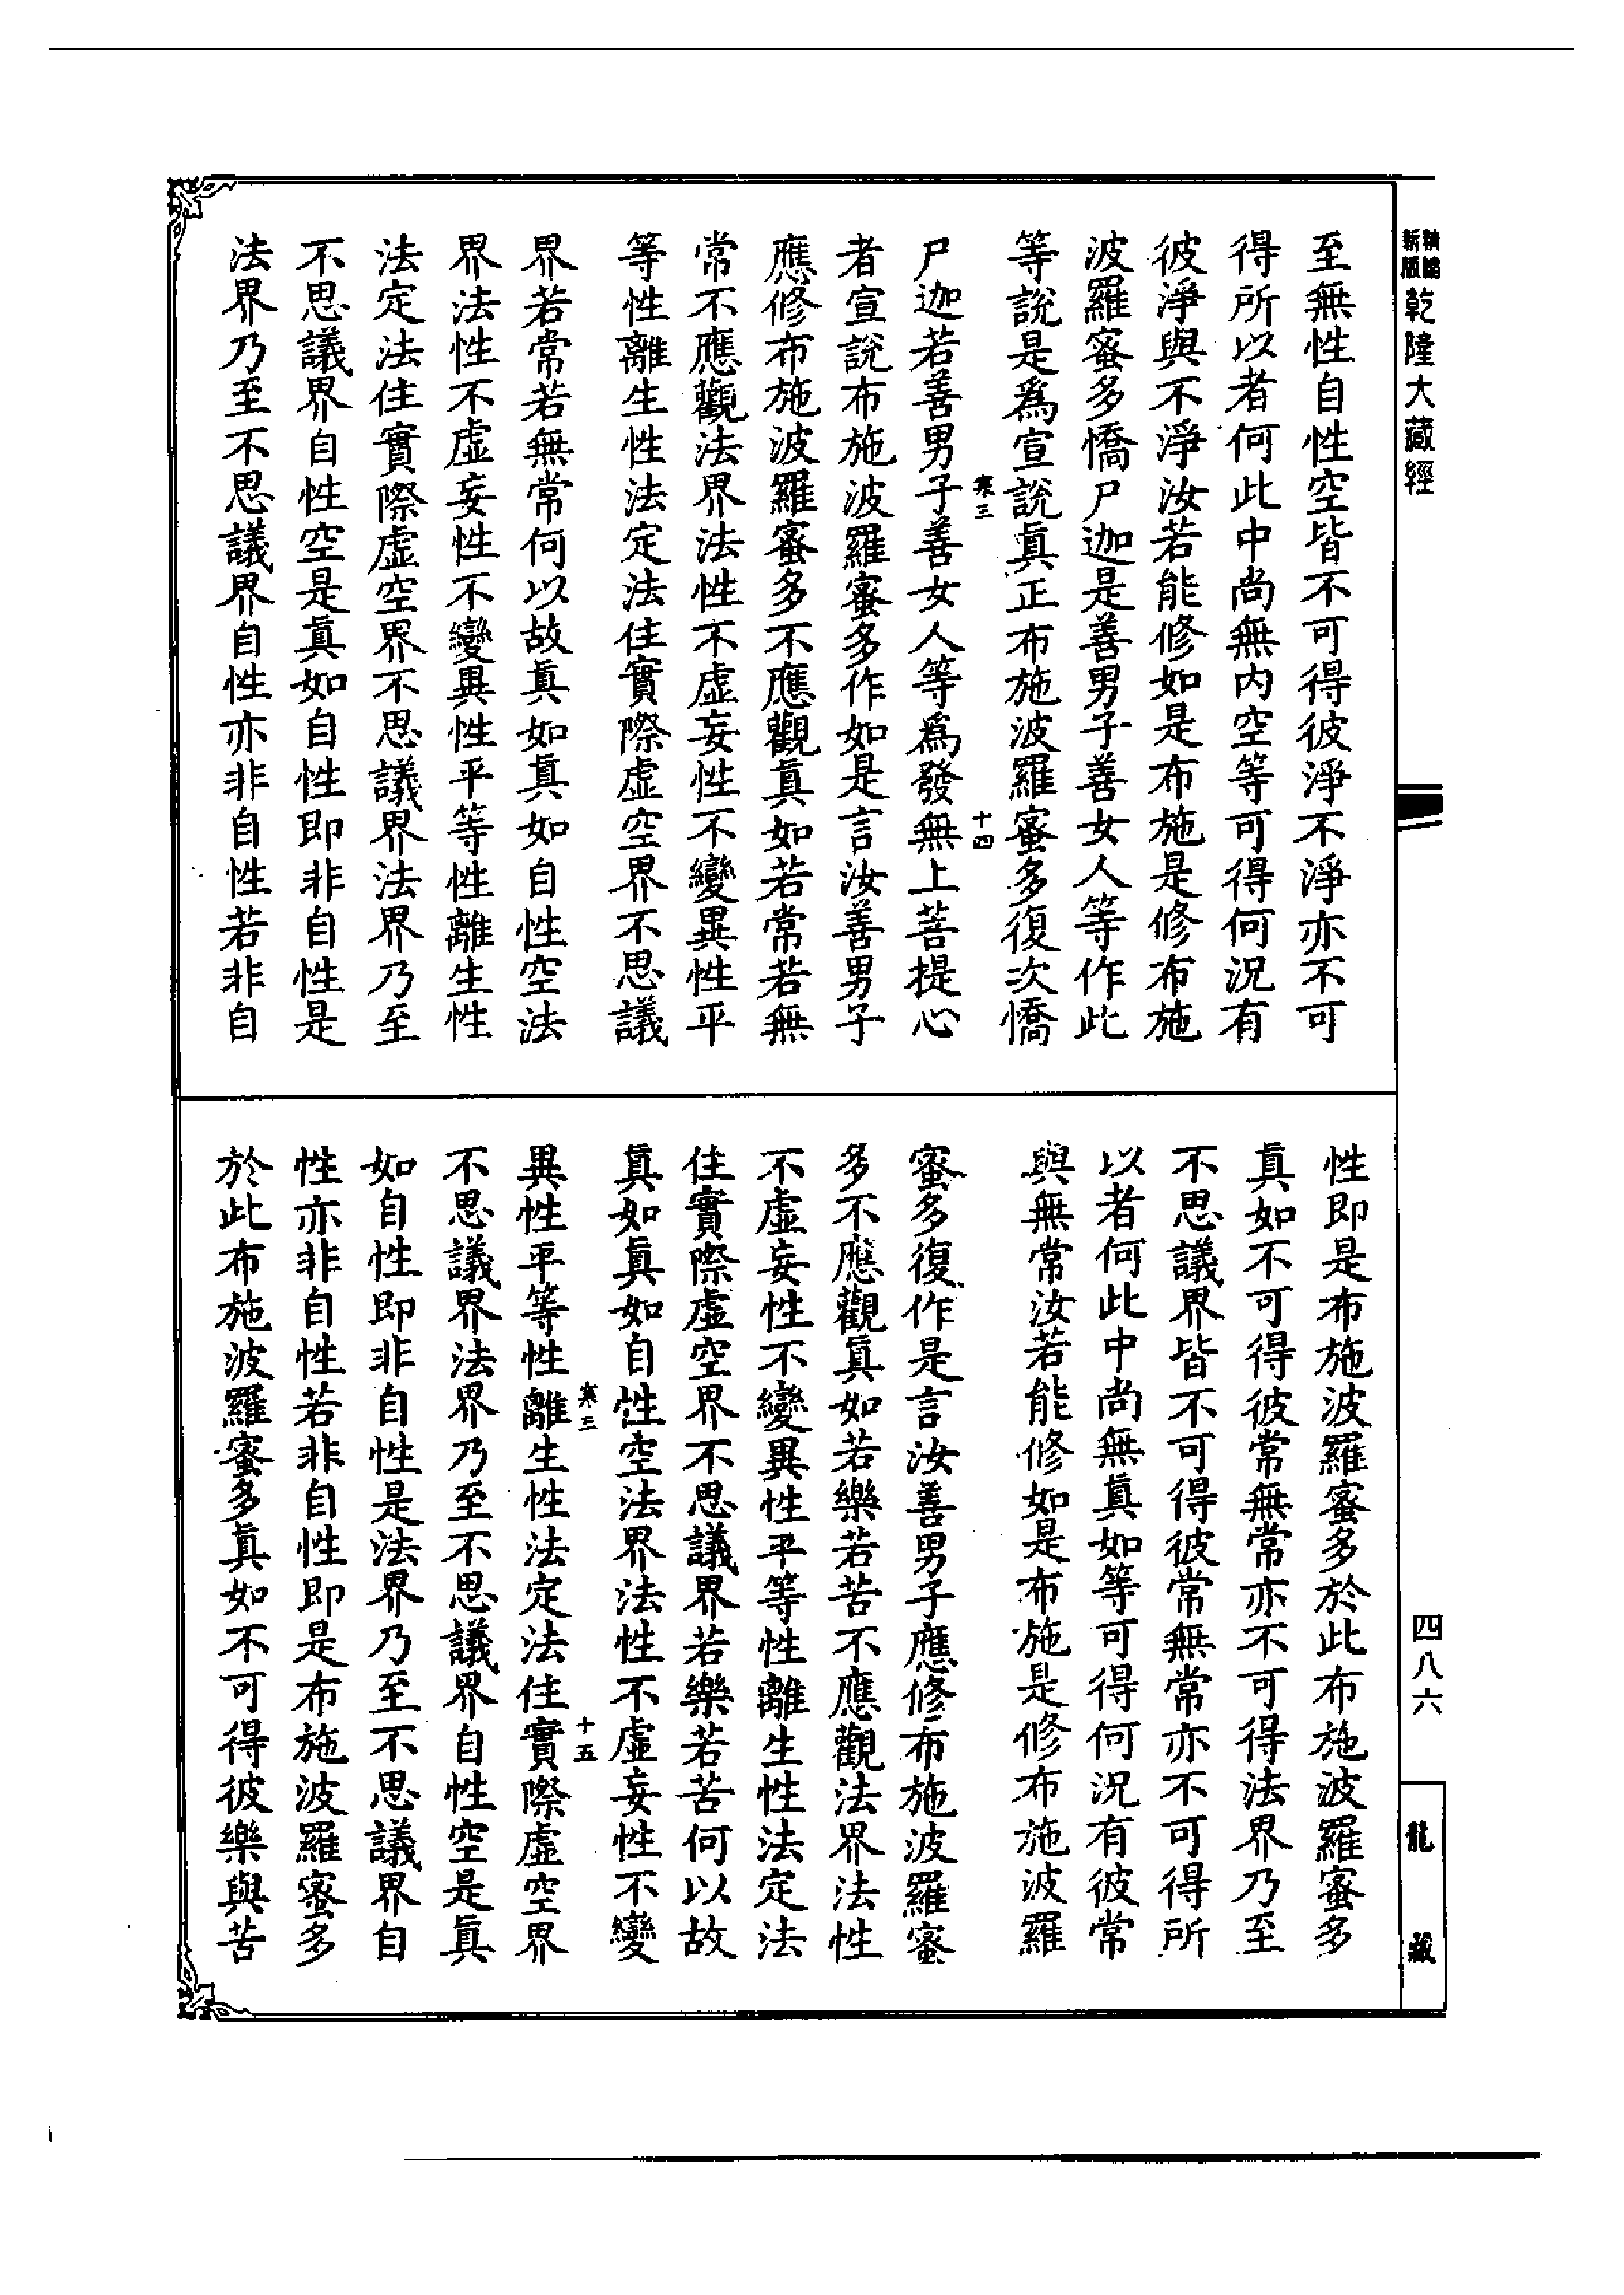 新版
乾隆大藏經
至無性自性空皆不可得彼淨不淨亦不可
得所以者何此中尚無內空等可得何況有
彼淨與不淨汝若能修如是布施是修布施
波羅蜜多憍尸迦是善男子善女人等作此
等說是爲宣說真正布施波羅蜜多復次憍
寒三
十四
尸迦若善男子善女人等爲發無上菩提心
者宣說布施波羅蜜多作如是言汝善男子
應修布施波羅蜜多不應觀真如若常若無
常不應觀法界法性不虛妄性不變異性平
等性離生性法定法住實際虛空界不思議
界若常若無常何以故真如真如自性空法
界法性不虛妄性不變異性平等性離生性
法定法住實際虛空界不思議界法界乃至
不思議界自性空是真如自性即非自性是
法界乃至不思議界自性亦非自性若非自
性即是布施波羅蜜多於此布施波羅蜜多
真如不可得彼常無常亦不可得法界乃至
不思議界皆不可得彼常無常亦不可得所
以者何此中尚無真如等可得何況有彼常
與無常汝若能修如是布施是修布施波羅
蜜多復作是言汝善男子應修布施波羅蜜
多不應觀真如若樂若苦不應觀法界法性
不虛妄性不變異性平等性離生性法定法
住實際虛空界不思議界若樂若苦何以故
真如真如自性空法界法性不虛妄性不變
寒三
十五
異性平等性離生性法定法住實際虛空界
不思議界法界乃至不思議界自性空是真
如自性即非自性是法界乃至不思議界自
性亦非自性若非自性即是布施波羅蜜多
於此布施波羅蜜多真如不可得彼樂與苦
四八六
龍藏